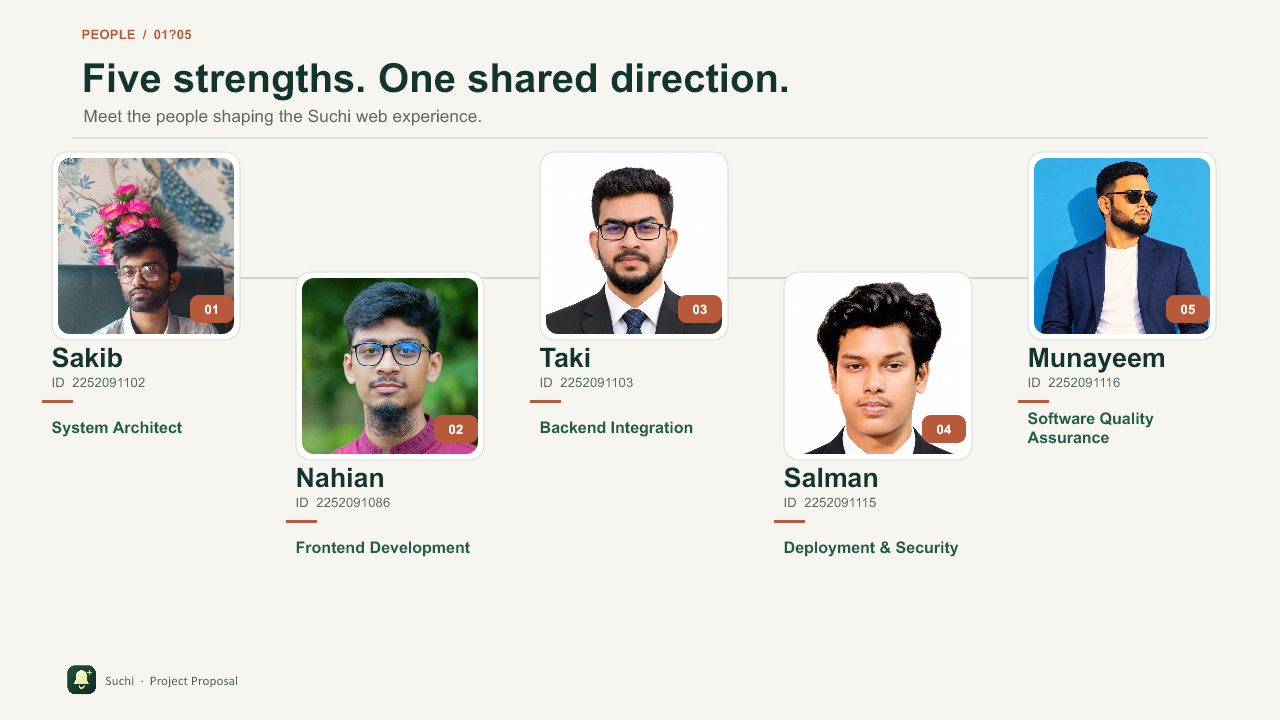 PEOPLE / 01?05
Five strengths. One shared direction.
Meet the people shaping the Suchi web experience.
01
Sakib
ID 2252091102
System Architect
02
Nahian
ID 2252091086
Frontend Development
03
Taki
ID 2252091103
Backend Integration
04
Salman
ID 2252091115
Deployment & Security
05
Munayeem
ID 2252091116
Software Quality
Assurance
Suchi · Project Proposal